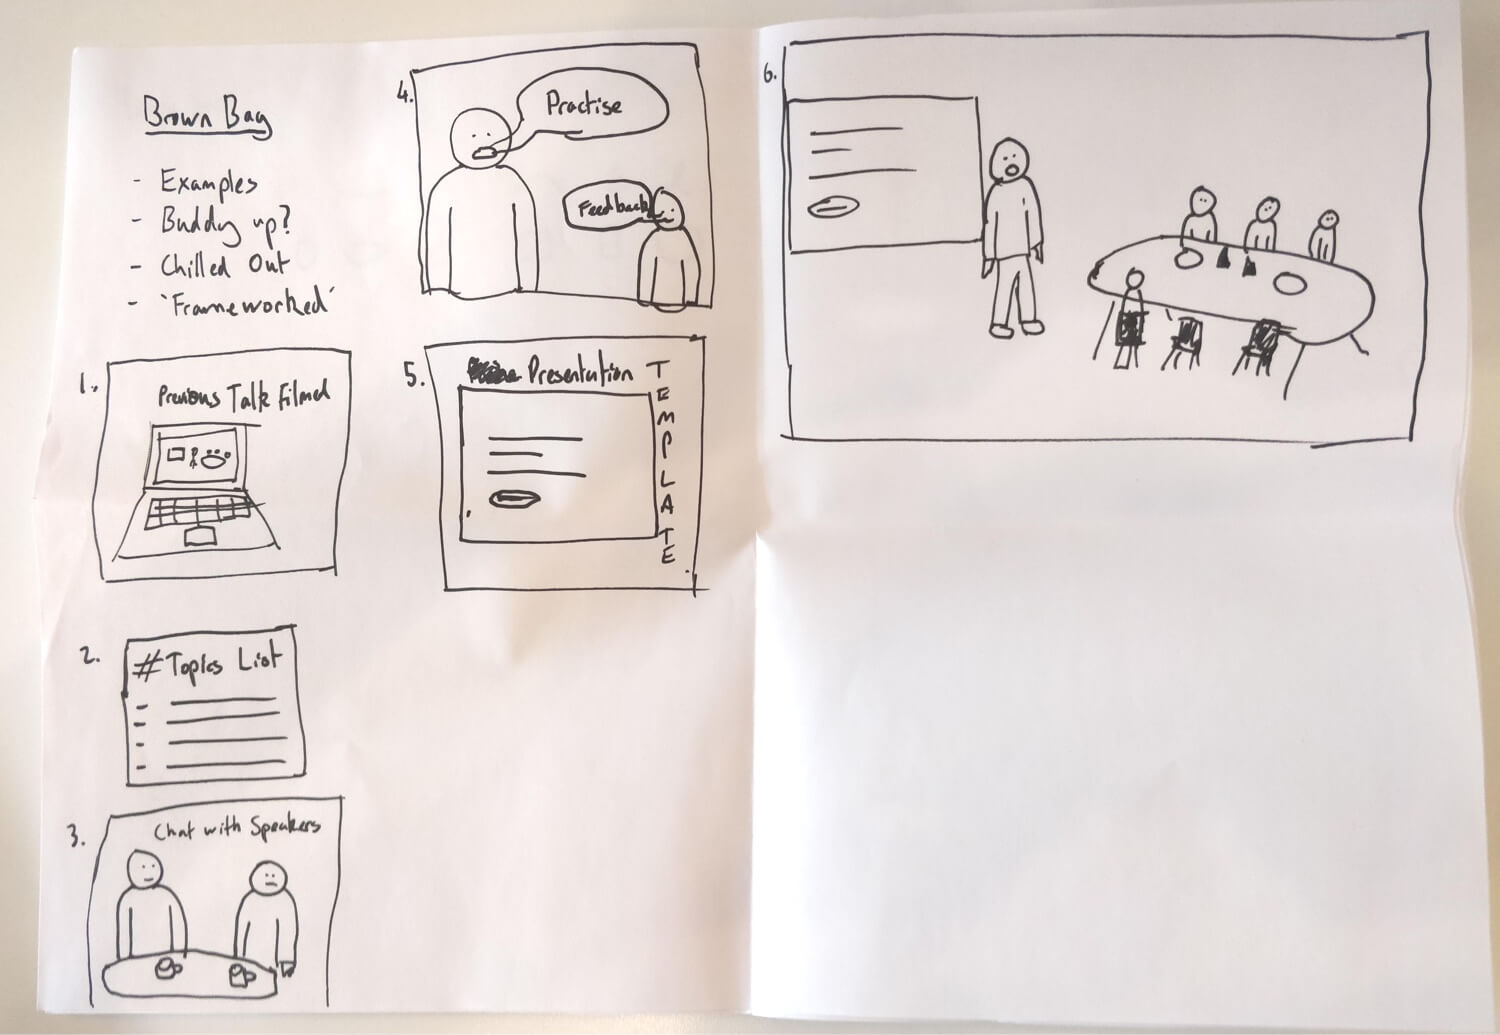 Brown Bag
- Examples
- Buddy up?
- Chilled Out
- 'Frameworked'
1.
Previous Talk Filmed
2.
# Topics List
3.
Chat with Speakers
4.
Practise
Feedback
5.
Presentation
TEMPLATE
6.